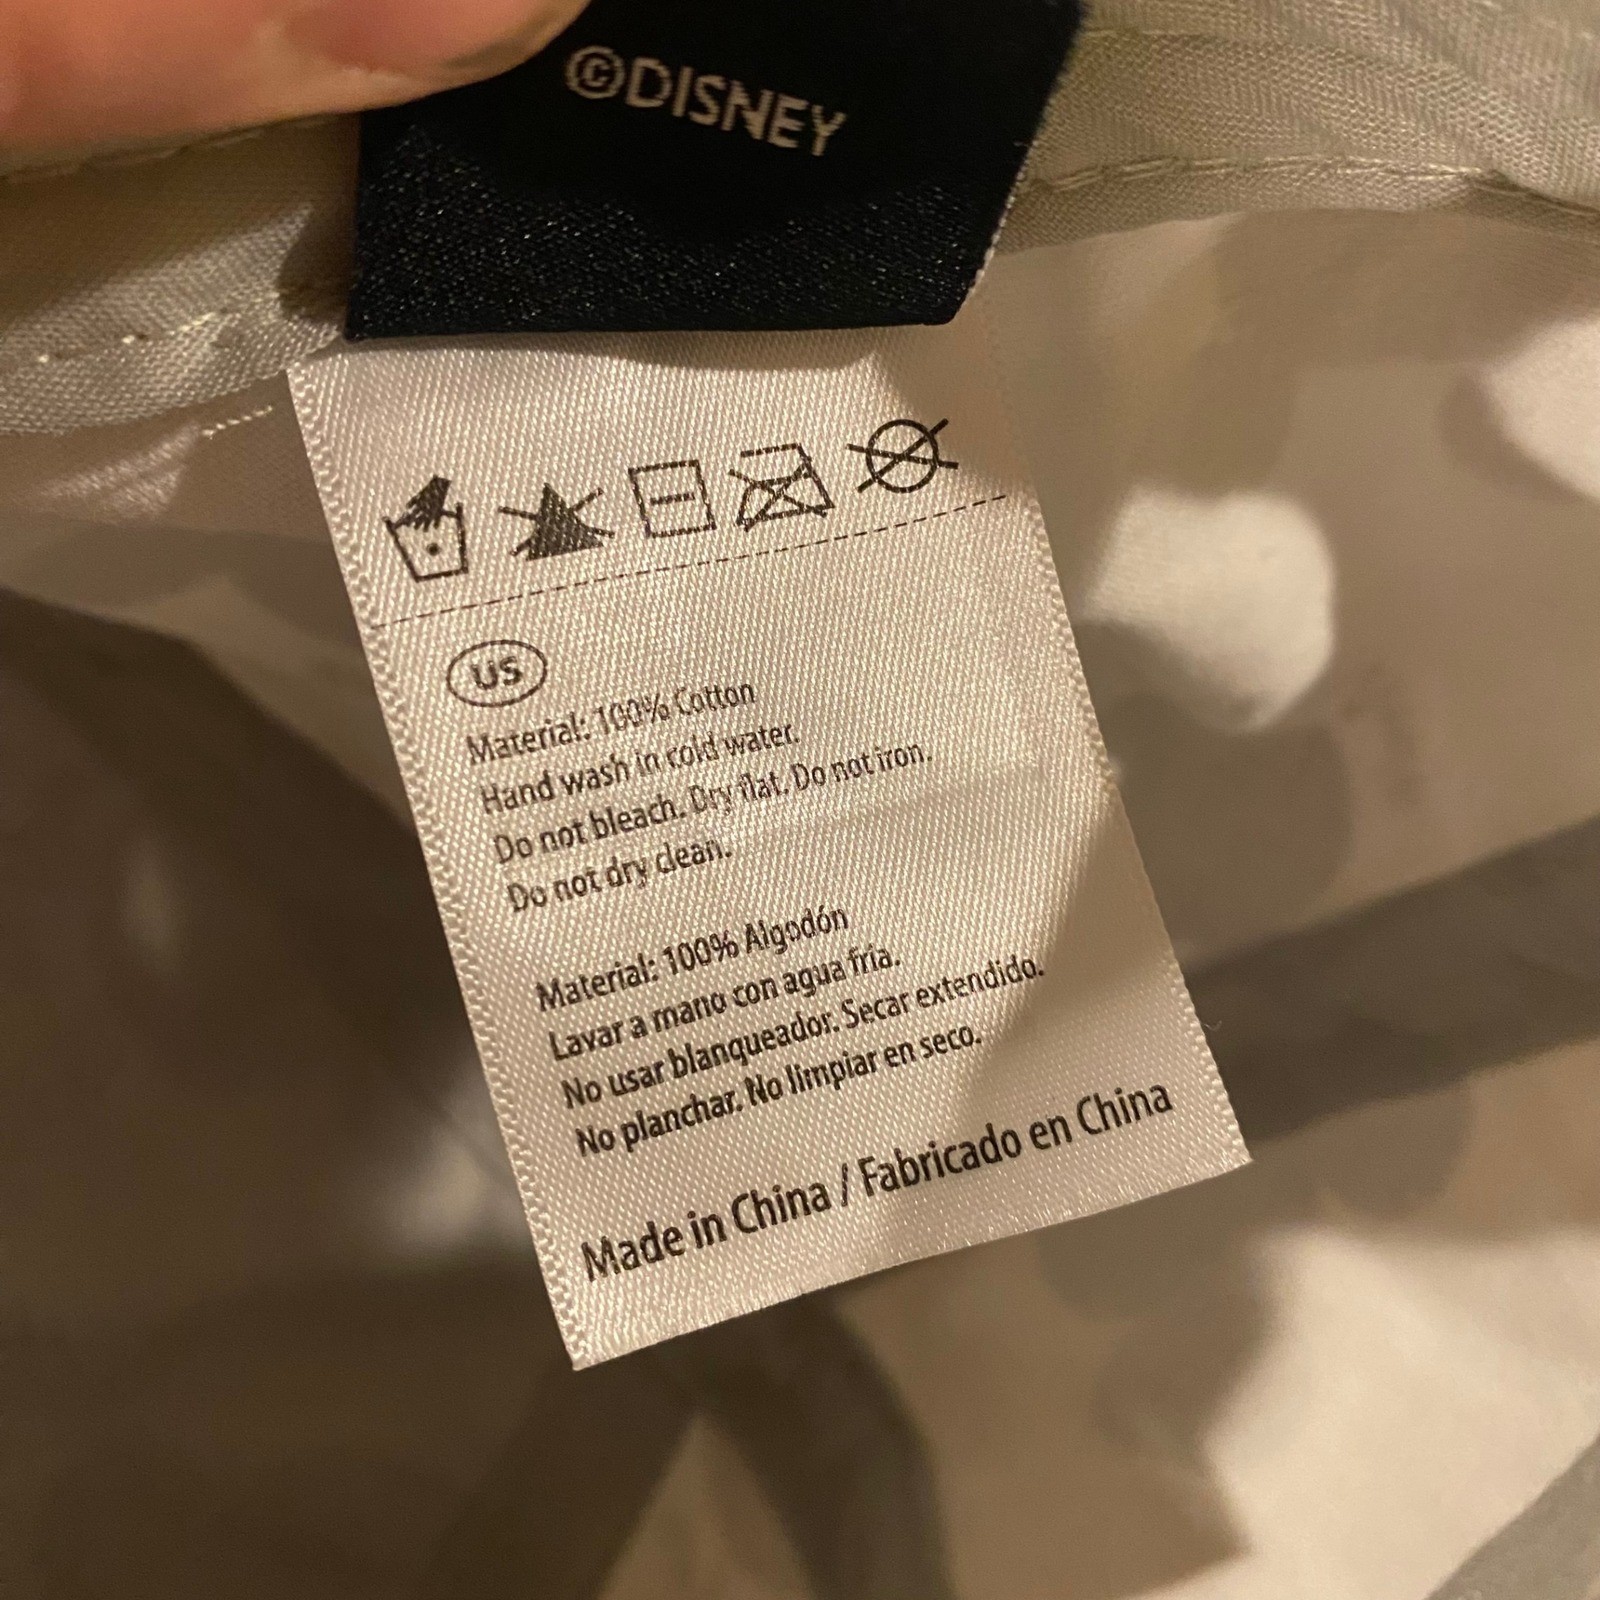 ©DISNEY
US
Material: 100% Cotton
Hand wash in cold water.
Do not bleach. Dry flat. Do not iron.
Do not dry clean.
Material: 100% Algodón
Lavar a mano con agua fría.
No usar blanqueador. Secar extendido.
No planchar. No limpiar en seco.
Made in China / Fabricado en China